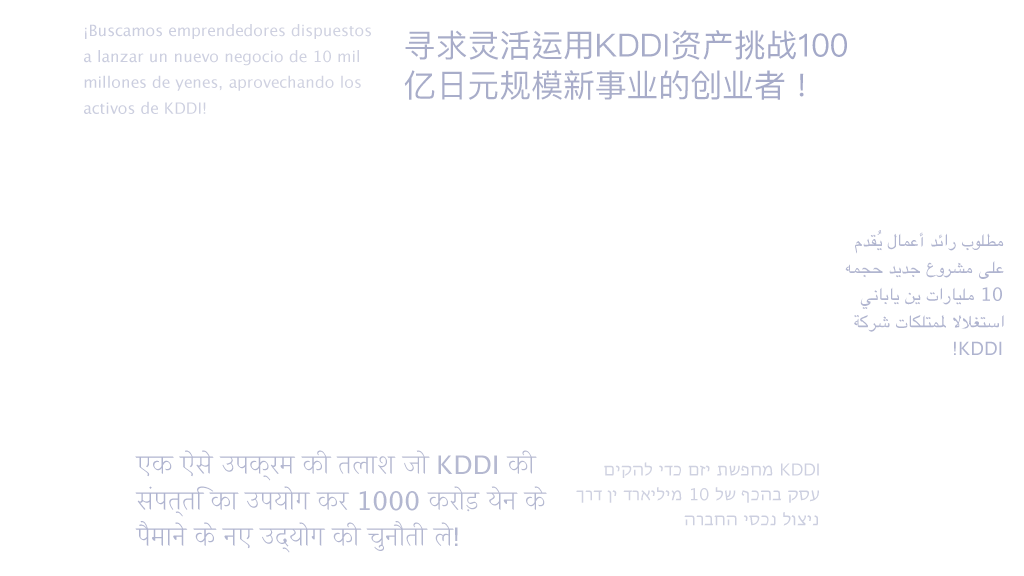 ¡Buscamos emprendedores dispuestos
a lanzar un nuevo negocio de 10 mil
millones de yenes, aprovechando los
activos de KDDI!
寻求灵活运用KDDI资产挑战100
亿日元规模新事业的创业者！
مطلوب رائد أعمال يُقدم
على مشروع جديد حجمه
10 مليارات ين ياباني
استغلالا لممتلكات شركة
KDDI!
एक ऐसे उपक्रम की तलाश जो KDDI की
संपत्ति का उपयोग कर 1000 करोड़ येन के
पैमाने के नए उद्योग की चुनौती ले!
KDDI מחפשת יזם כדי להקים
עסק בהכף של 10 מיליארד ין דרך
ניצול נכסי החברה